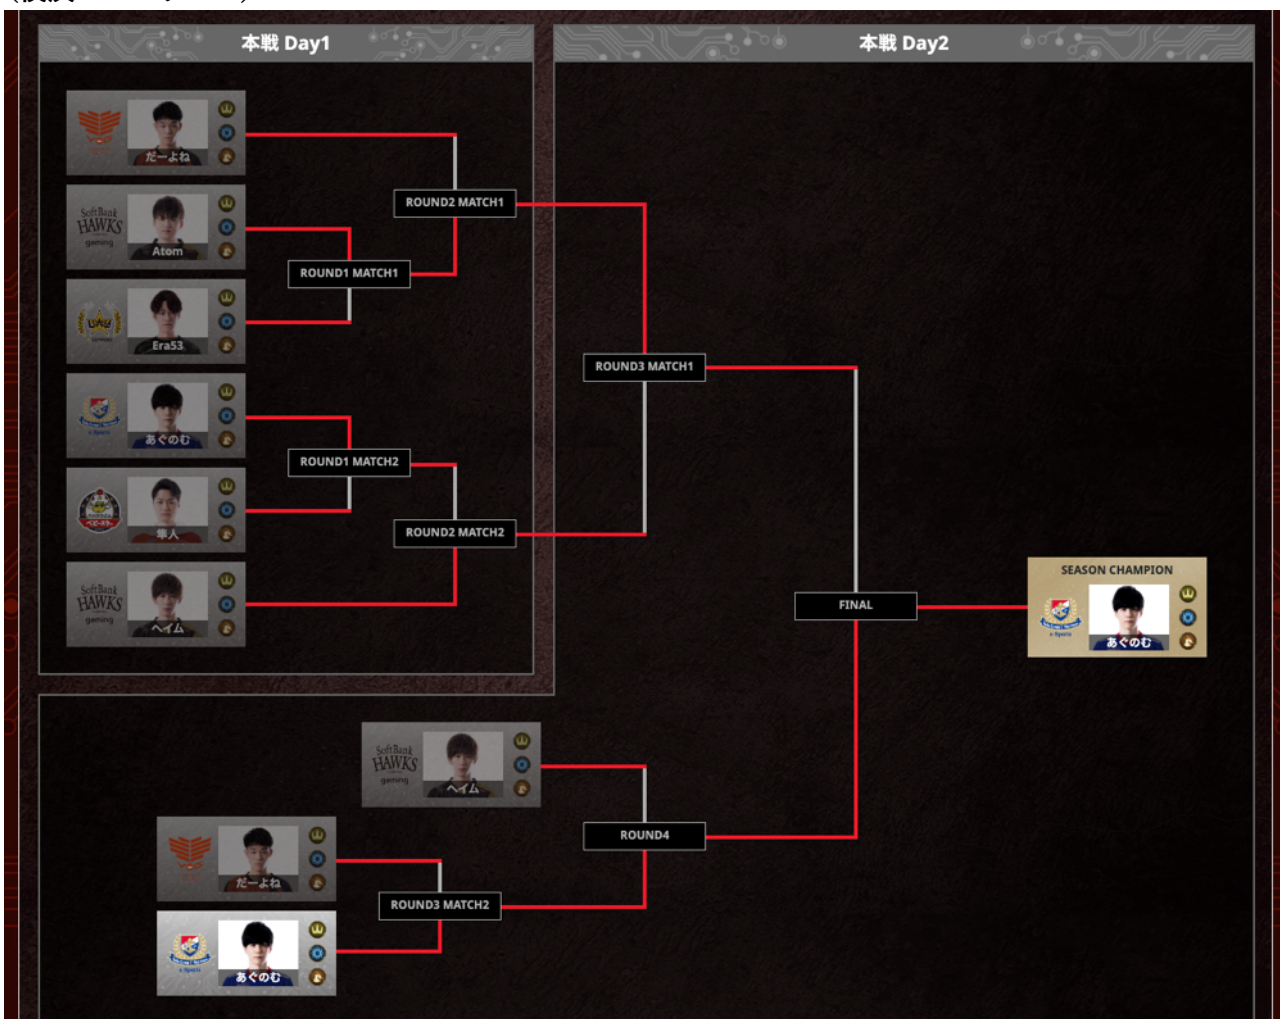 本戦 Day1
本戦 Day2
だーよね
SoftBank
HAWKS
gaming
Atom
Era53
あぐのむ
隼人
SoftBank
HAWKS
gaming
ヘイム
ROUND1 MATCH1
ROUND2 MATCH1
ROUND1 MATCH2
ROUND2 MATCH2
ROUND3 MATCH1
FINAL
SEASON CHAMPION
e-Sports
あぐのむ
SoftBank
HAWKS
gaming
ヘイム
ROUND4
だーよね
ROUND3 MATCH2
e-Sports
あぐのむ